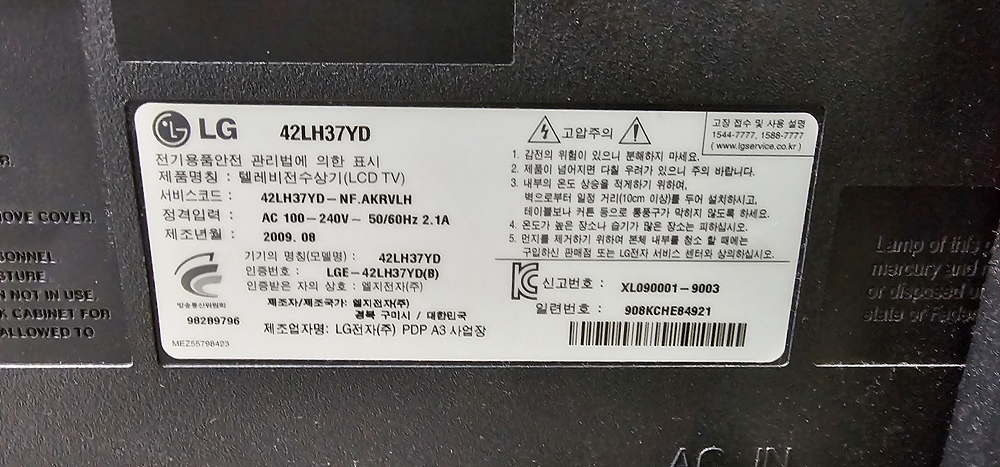 LG 42LH37YD
전기용품안전 관리법에 의한 표시
제품명칭 : 텔레비전수상기(LCD TV)
서비스코드 : 42LH37YD-NF.AKRVLH
정격입력 : AC 100-240V~ 50/60Hz 2.1A
제조년월 : 2009. 08
기기의 명칭(모델명) : 42LH37YD
인증번호 : LGE-42LH37YD(B)
인증받은 자의 상호 : 엘지전자(주)
제조자/제조국가: 엘지전자(주)
경북 구미시 / 대한민국
제조업자명: LG전자(주) PDP A3 사업장
방송통신위원회
98289796
MEZ55798423
고압주의
고장 접수 및 사용 설명
1544-7777, 1588-7777
( www.lgservice.co.kr )
1. 감전의 위험이 있으니 분해하지 마세요.
2. 제품이 넘어지면 다칠 우려가 있으니 주의 바랍니다.
3. 내부의 온도 상승을 적게하기 위하여,
벽으로부터 일정 거리(10cm 이상)를 두어 설치하시고,
테이블보나 커튼 등으로 통풍구가 막히지 않도록 하세요.
4. 온도가 높은 장소나 습기가 많은 장소는 피하십시오.
5. 먼지를 제거하기 위하여 본체 내부를 청소 할 때에는
구입하신 판매점 또는 LG전자 서비스 센터와 상의하십시오.
신고번호 : XL090001-9003
일련번호 : 908KCHE84921
OVE COVER.
SONNEL
STURE.
N NOT IN USE.
K CABINET FOR
ALLOWED TO
Lamp of this
mercury and
or disposed
state or
AC IN